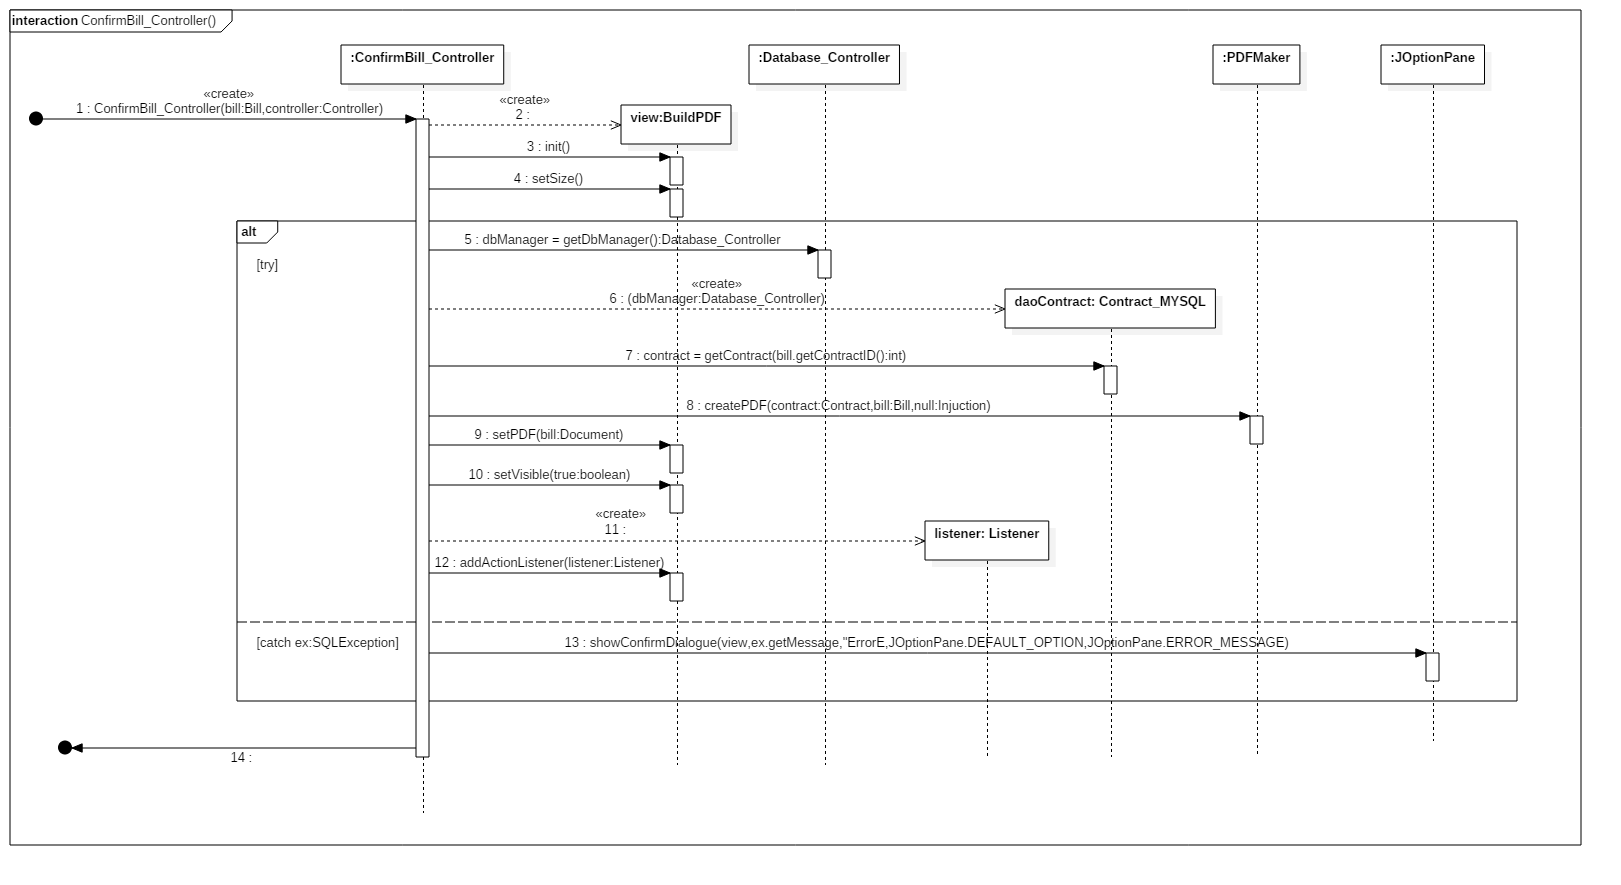 interaction ConfirmBill_Controller()
:ConfirmBill_Controller
:Database_Controller
:PDFMaker
:JOptionPane
«create»
1 : ConfirmBill_Controller(bill:Bill,controller:Controller)
«create»
2 :
view:BuildPDF
3 : init()
4 : setSize()
alt
5 : dbManager = getDbManager():Database_Controller
[try]
«create»
6 : (dbManager:Database_Controller)
daoContract: Contract_MYSQL
7 : contract = getContract(bill.getContractID():int)
8 : createPDF(contract:Contract,bill:Bill,null:Injuction)
9 : setPDF(bill:Document)
10 : setVisible(true:boolean)
«create»
11 :
listener: Listener
12 : addActionListener(listener:Listener)
[catch ex:SQLException]
13 : showConfirmDialogue(view,ex.getMessage,"ErrorE,JOptionPane.DEFAULT_OPTION,JOptionPane.ERROR_MESSAGE)
14 :